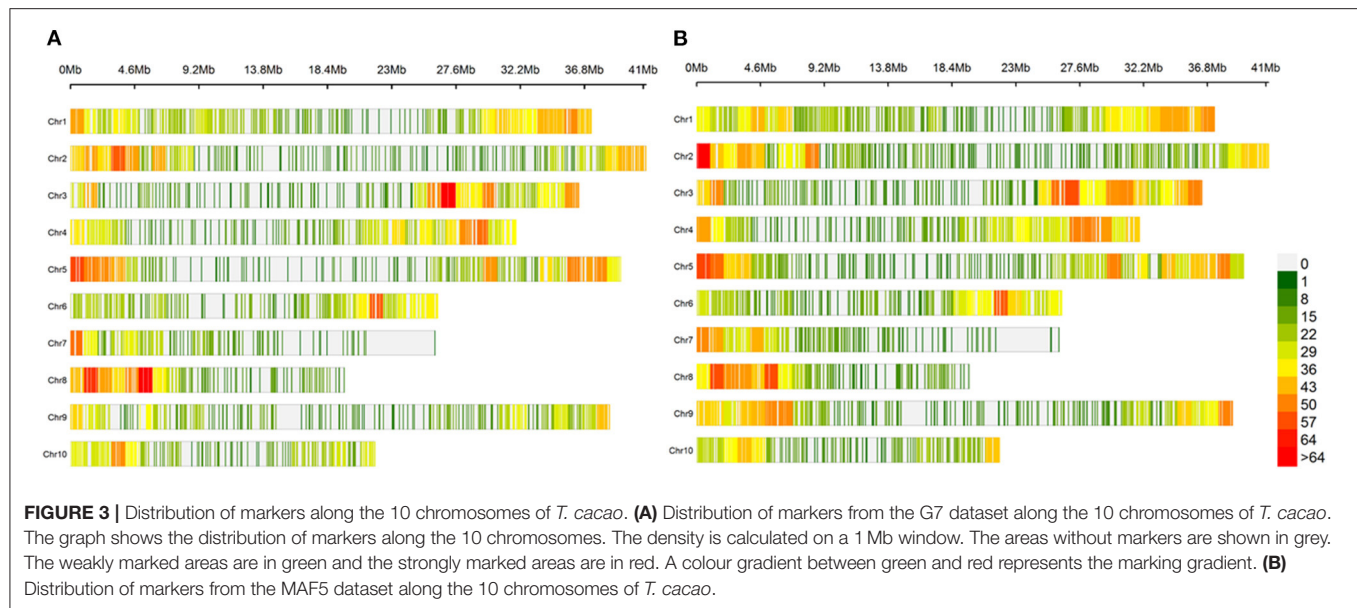 A
0Mb 4.6Mb 9.2Mb 13.8Mb 18.4Mb 23Mb 27.6Mb 32.2Mb 36.8Mb 41Mb
Chr1
Chr2
Chr3
Chr4
Chr5
Chr6
Chr7
Chr8
Chr9
Chr10
B
0Mb 4.6Mb 9.2Mb 13.8Mb 18.4Mb 23Mb 27.6Mb 32.2Mb 36.8Mb 41Mb
Chr1
Chr2
Chr3
Chr4
Chr5
Chr6
Chr7
Chr8
Chr9
Chr10
0
1
8
15
22
29
36
43
50
57
64
>64
FIGURE 3 | Distribution of markers along the 10 chromosomes of T. cacao. (A) Distribution of markers from the G7 dataset along the 10 chromosomes of T. cacao.
The graph shows the distribution of markers along the 10 chromosomes. The density is calculated on a 1 Mb window. The areas without markers are shown in grey.
The weakly marked areas are in green and the strongly marked areas are in red. A colour gradient between green and red represents the marking gradient. (B)
Distribution of markers from the MAF5 dataset along the 10 chromosomes of T. cacao.